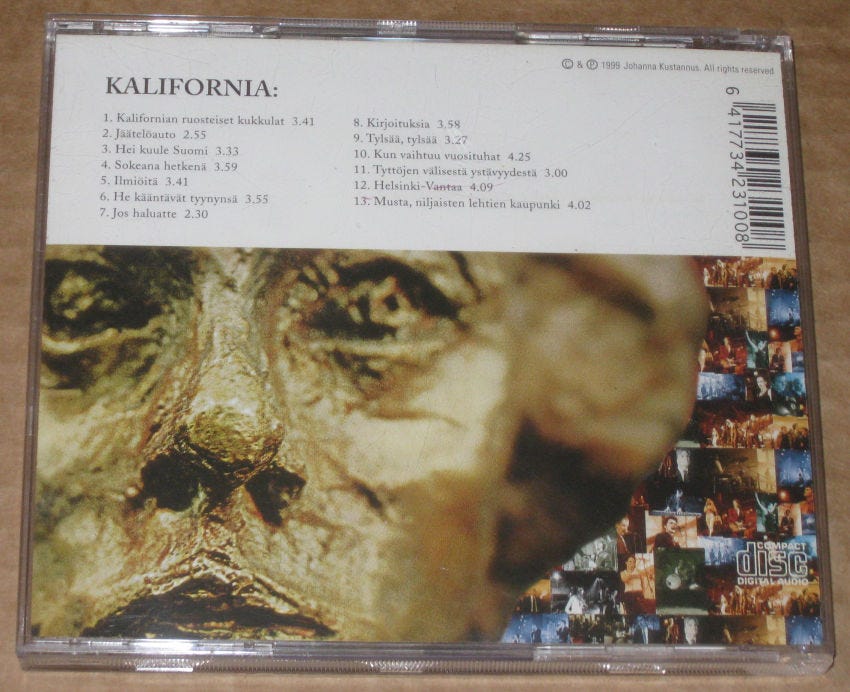 © & ℗ 1999 Johanna Kustannus. All rights reserved
KALIFORNIA:
1. Kalifornian ruosteiset kukkulat 3.41
2. Jäätelöauto 2.55
3. Hei kuule Suomi 3.33
4. Sokeana hetkenä 3.59
5. Ilmiöitä 3.41
6. He kääntävät tyynynsä 3.55
7. Jos haluatte 2.30
8. Kirjoituksia 3.58
9. Tylsää, tylsää 3.27
10. Kun vaihtuu vuosituhat 4.25
11. Tyttöjen välisestä ystävyydestä 3.00
12. Helsinki-Vantaa 4.09
13. Musta, niljaisten lehtien kaupunki 4.02
6 417734 231008
COMPACT
disc
DIGITAL AUDIO